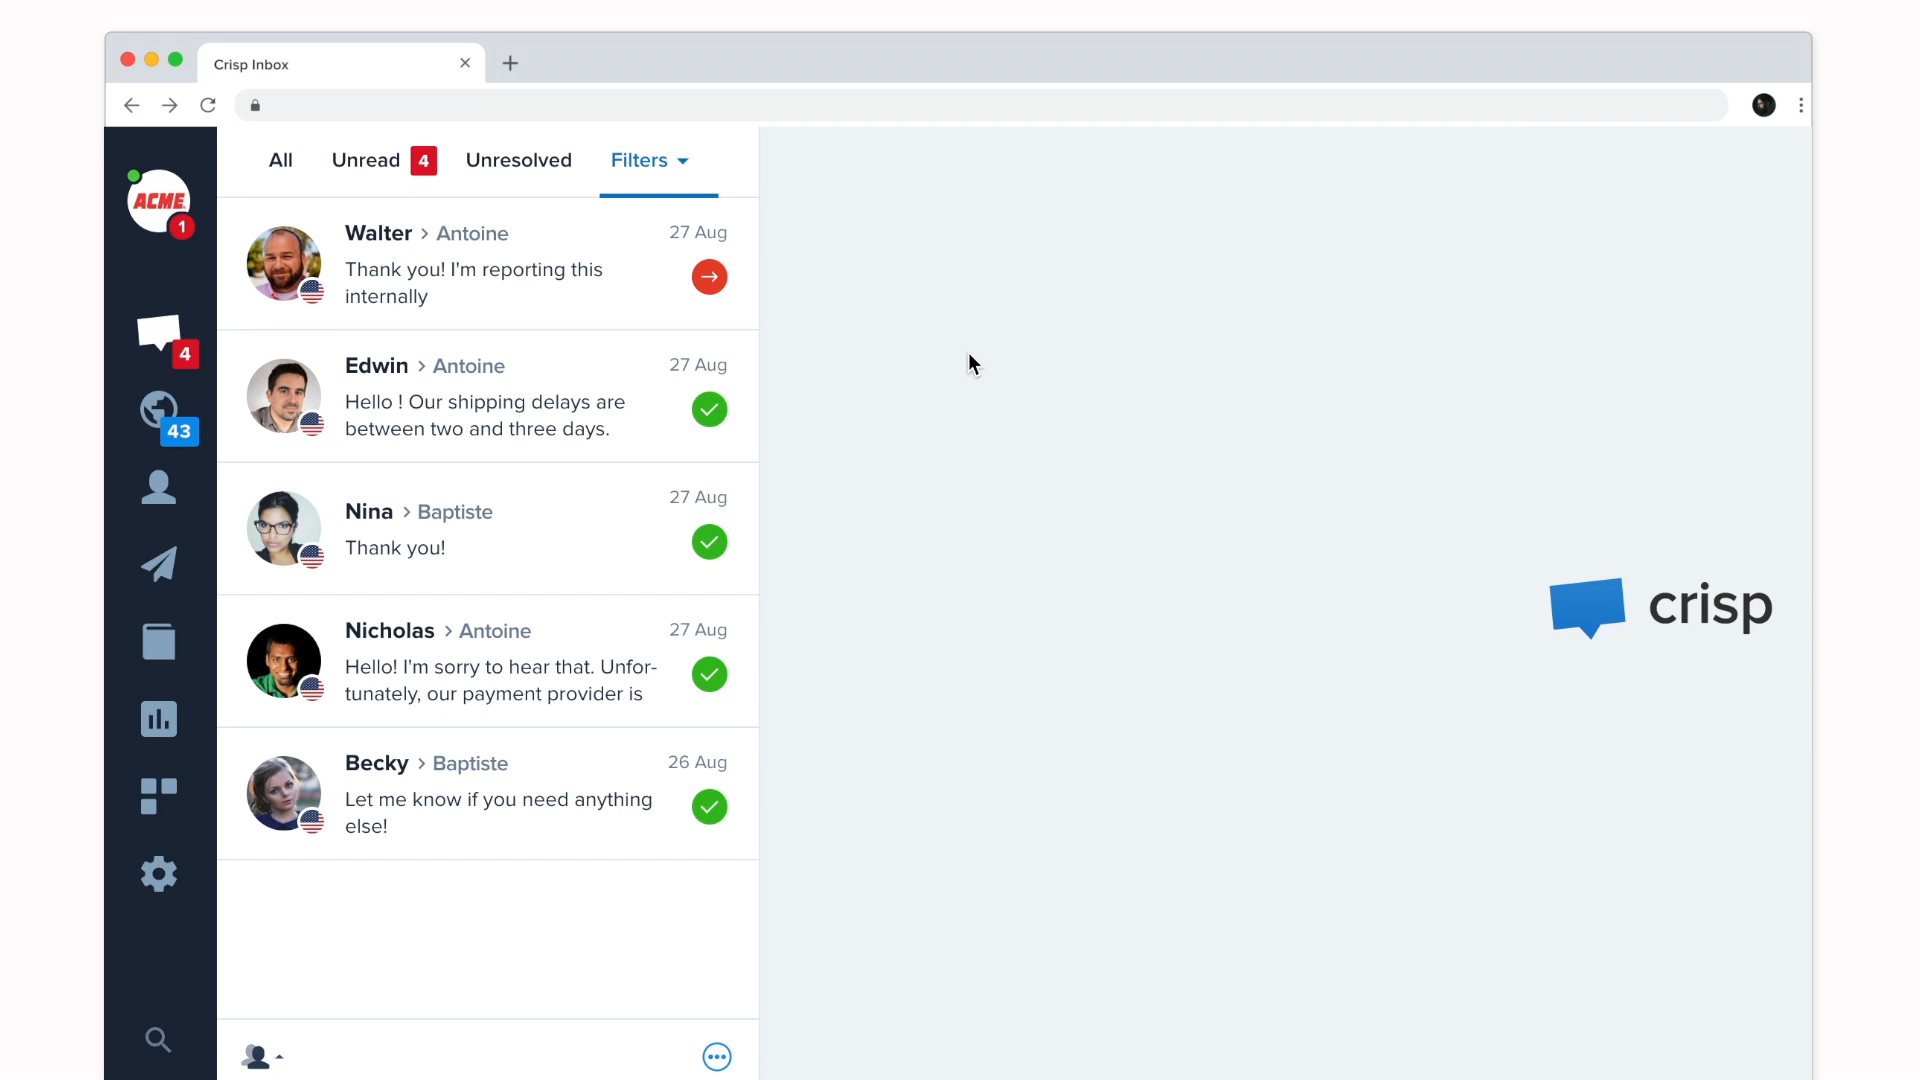 Crisp Inbox
ACME
1
4
43
All Unread 4 Unresolved Filters
Walter > Antoine 27 Aug
Thank you! I'm reporting this
internally
Edwin > Antoine 27 Aug
Hello ! Our shipping delays are
between two and three days.
Nina > Baptiste 27 Aug
Thank you!
Nicholas > Antoine 27 Aug
Hello! I'm sorry to hear that. Unfor-
tunately, our payment provider is
Becky > Baptiste 26 Aug
Let me know if you need anything
else!
crisp